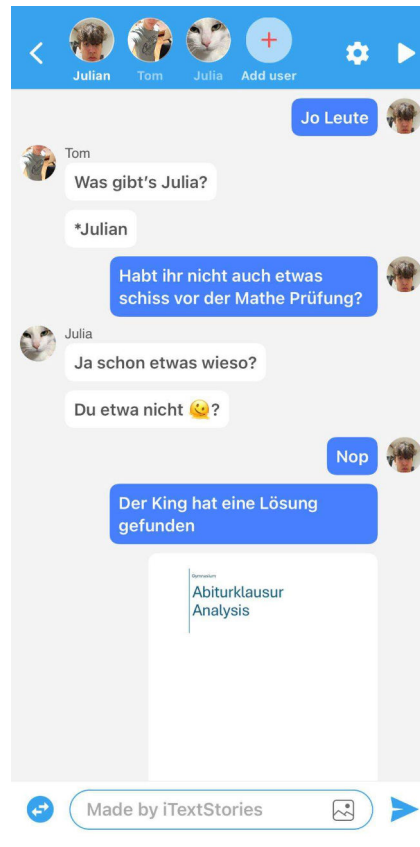 Julian Tom Julia Add user
Jo Leute
Tom
Was gibt's Julia?
*Julian
Habt ihr nicht auch etwas
schiss vor der Mathe Prüfung?
Julia
Ja schon etwas wieso?
Du etwa nicht 🫠?
Nop
Der King hat eine Lösung
gefunden
Gymnasium
Abiturklausur
Analysis
Made by iTextStories